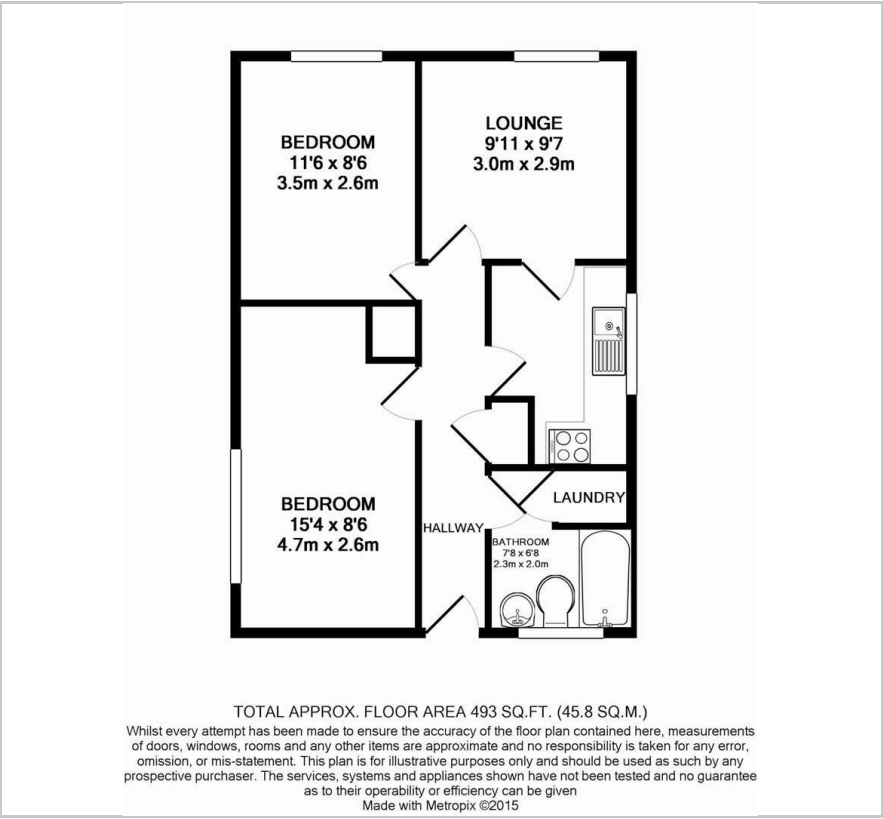 BEDROOM
11'6 x 8'6
3.5m x 2.6m
LOUNGE
9'11 x 9'7
3.0m x 2.9m
BEDROOM
15'4 x 8'6
4.7m x 2.6m
HALLWAY
LAUNDRY
BATHROOM
7'8 x 6'8
2.3m x 2.0m
TOTAL APPROX. FLOOR AREA 493 SQ.FT. (45.8 SQ.M.)
Whilst every attempt has been made to ensure the accuracy of the floor plan contained here, measurements
of doors, windows, rooms and any other items are approximate and no responsibility is taken for any error,
omission, or mis-statement. This plan is for illustrative purposes only and should be used as such by any
prospective purchaser. The services, systems and appliances shown have not been tested and no guarantee
as to their operability or efficiency can be given
Made with Metropix ©2015